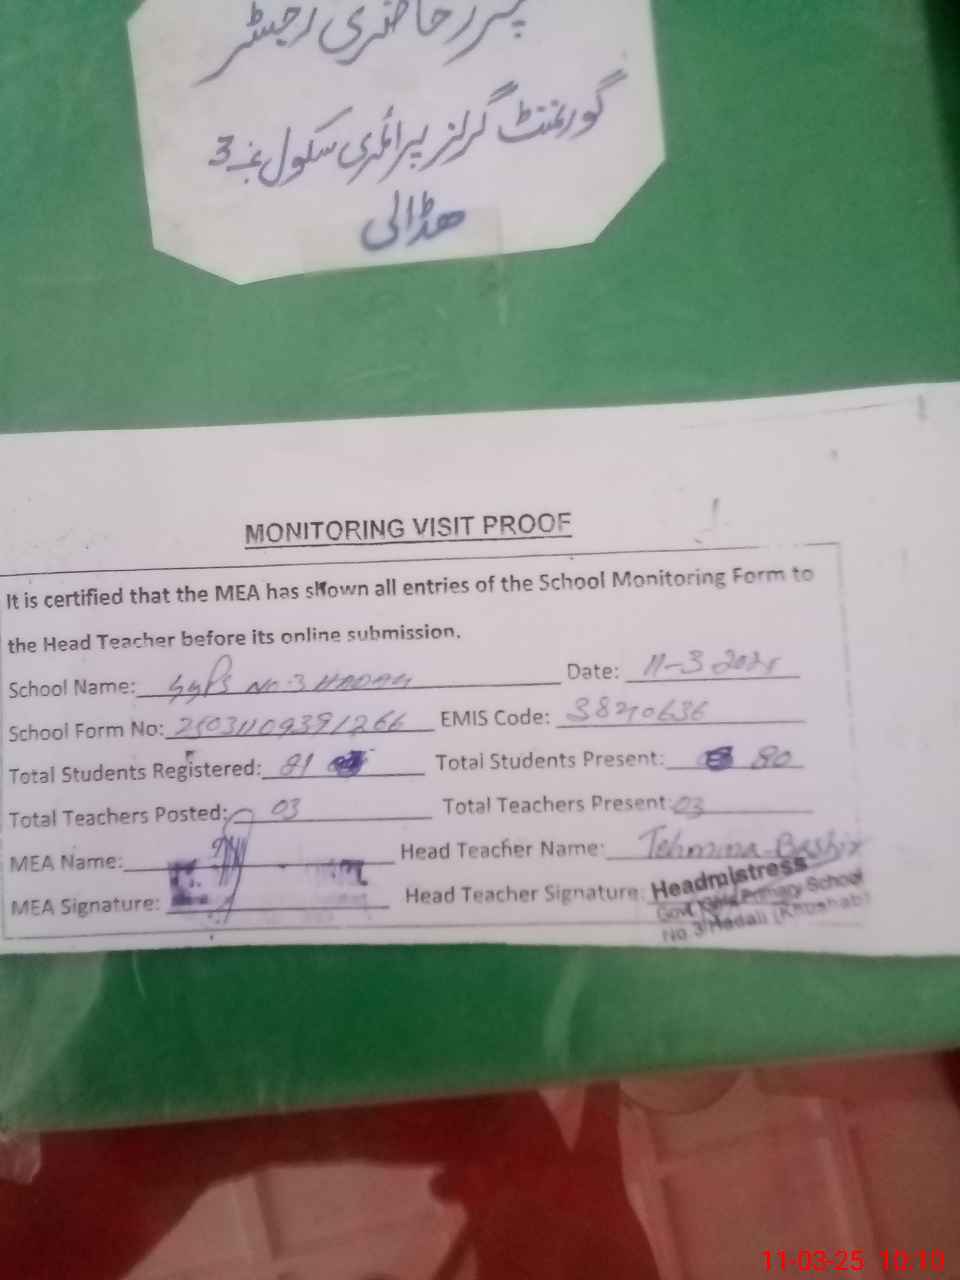 حاضری رجسٹر
گورنمنٹ گرلز پرائمری سکول نمبر 3
ھڈالی
MONITORING VISIT PROOF
It is certified that the MEA has shown all entries of the School Monitoring Form to
the Head Teacher before its online submission.
School Name: GGPS No. 3 HADALI Date: 11-3-2025
School Form No: 25031109391266 EMIS Code: 38210636
Total Students Registered: 91 Total Students Present: 80
Total Teachers Posted: 03 Total Teachers Present: 03
MEA Name: Head Teacher Name: Tehmina Bashir
MEA Signature: Head Teacher Signature:
Headmistress
Govt. Girls Primary School
No. 3 Hadali (Khushab)
11-03-25 10:10